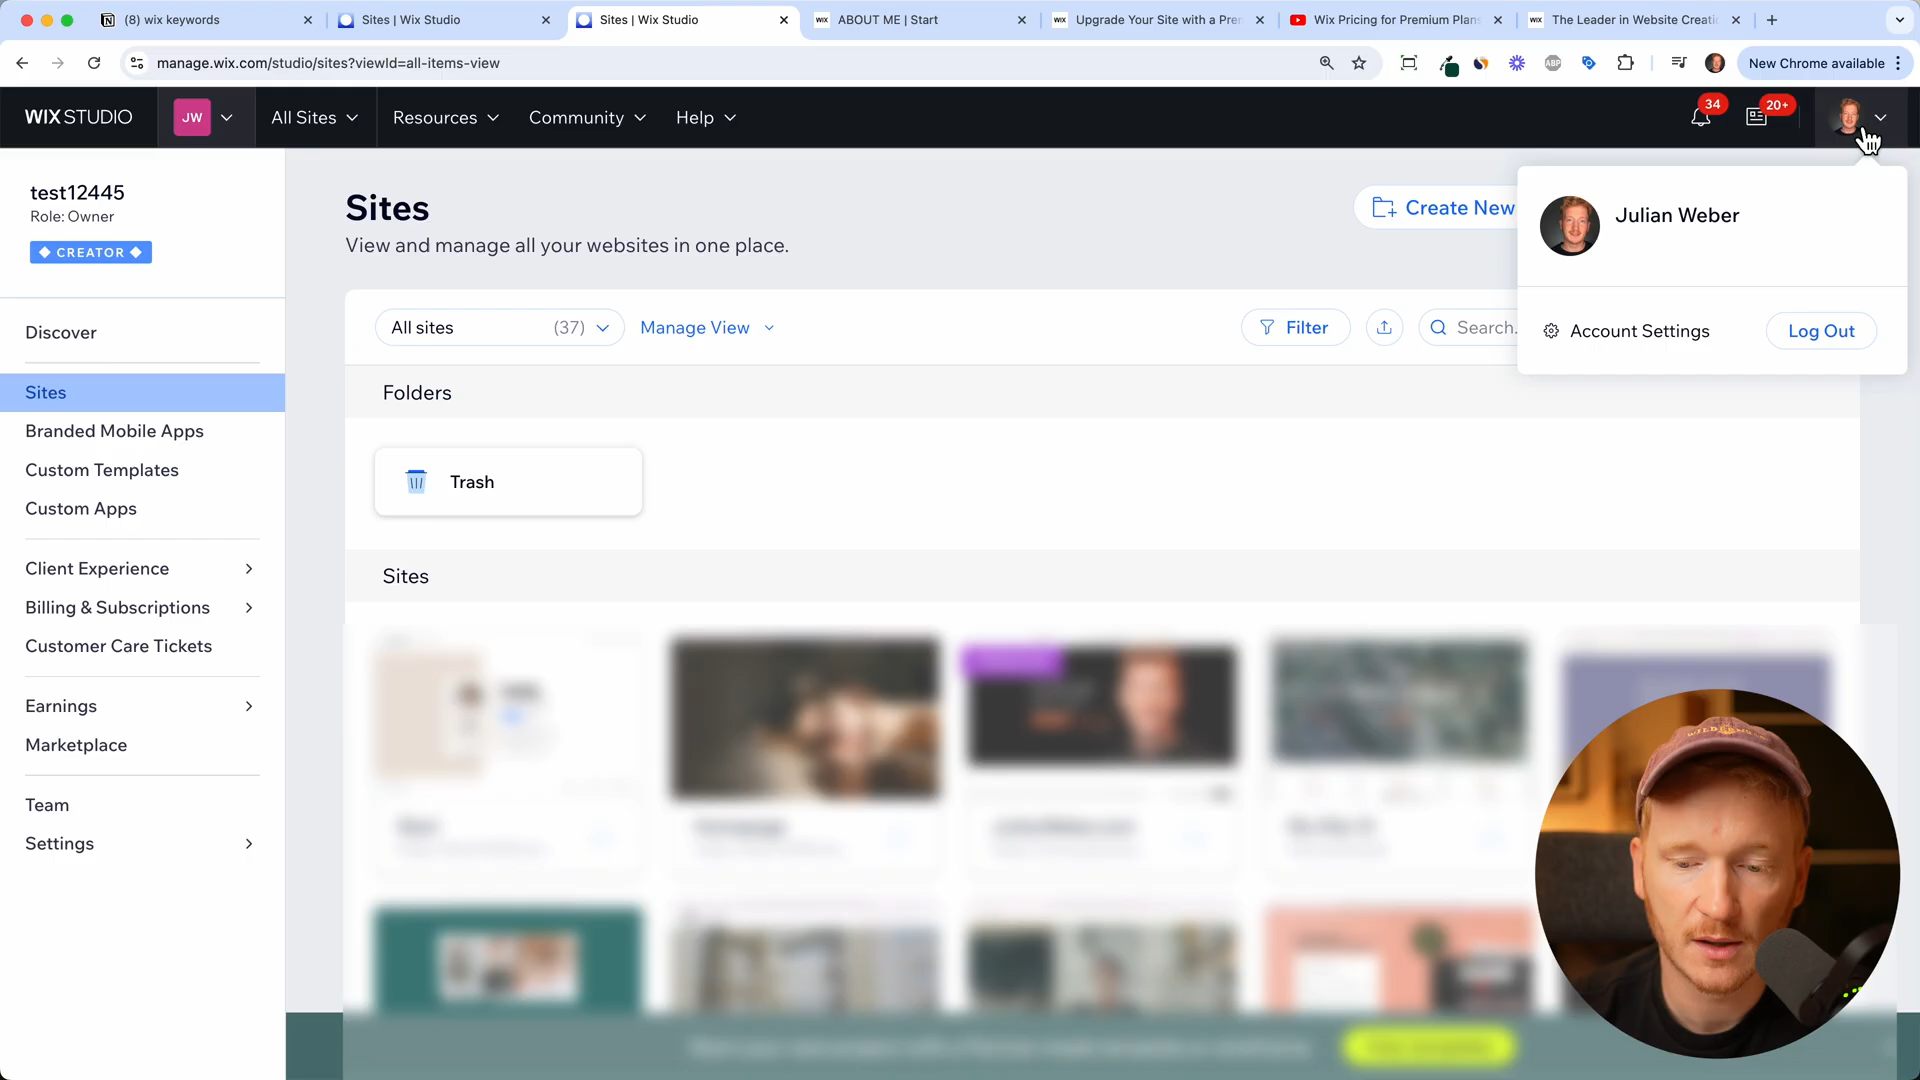 (8) wix keywords
Sites | Wix Studio
Sites | Wix Studio
WIX
ABOUT ME | Start
WIX
Upgrade Your Site with a Pren
Wix Pricing for Premium Plans
WIX
The Leader in Website Creati
manage.wix.com/studio/sites?viewId=all-items-view
ABP
New Chrome available
WIX STUDIO
JW
All Sites
Resources
Community
Help
34
20+
test12445
Role: Owner
CREATOR
Discover
Sites
Branded Mobile Apps
Custom Templates
Custom Apps
Client Experience
Billing & Subscriptions
Customer Care Tickets
Earnings
Marketplace
Team
Settings
Sites
View and manage all your websites in one place.
Create New
Julian Weber
Account Settings
Log Out
All sites
(37)
Manage View
Filter
Search.
Folders
Trash
Sites